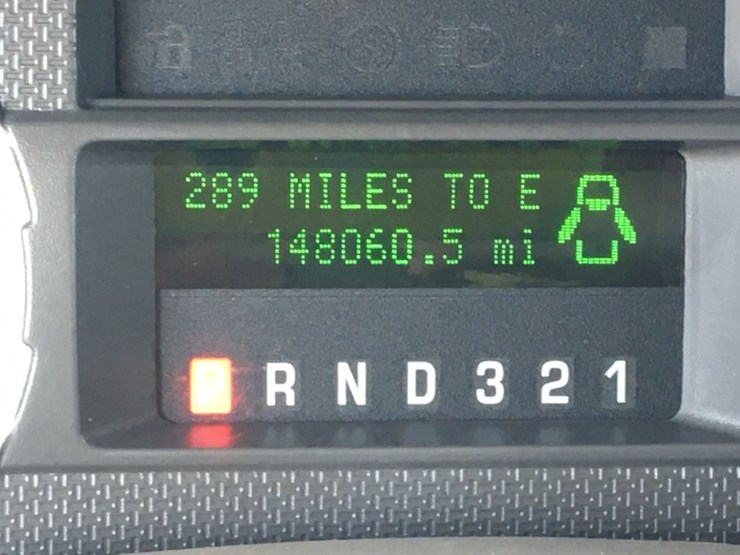 289 MILES TO E
148060.5 mi
P R N D 3 2 1